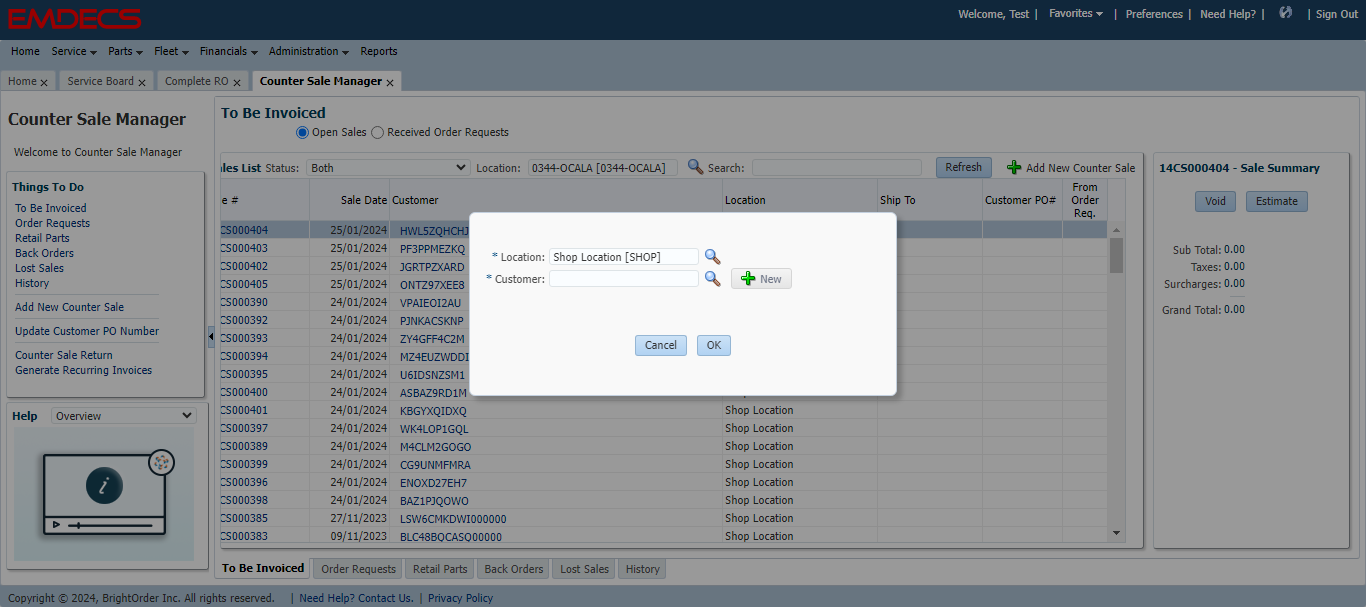 EMDECS
Welcome, Test | Favorites | Preferences | Need Help? | | Sign Out
Home Service Parts Fleet Financials Administration Reports
Home x Service Board x Complete RO x Counter Sale Manager x
Counter Sale Manager
Welcome to Counter Sale Manager
Things To Do
To Be Invoiced
Order Requests
Retail Parts
Back Orders
Lost Sales
History
Add New Counter Sale
Update Customer PO Number
Counter Sale Return
Generate Recurring Invoices
Help Overview
i
To Be Invoiced
Open Sales Received Order Requests
les List Status: Both Location: 0344-OCALA [0344-OCALA] Search: Refresh Add New Counter Sale
e # Sale Date Customer Location Ship To Customer PO# From Order Req.
CS000404 25/01/2024 HWL5ZQHCHJ
CS000403 25/01/2024 PF3PPMEZKQ
CS000402 25/01/2024 JGRTPZXARD
CS000405 25/01/2024 ONTZ97XEE8
CS000390 24/01/2024 VPAIEOI2AU
CS000392 24/01/2024 PJNKACSKNP
CS000393 24/01/2024 ZY4GFF4C2M
CS000394 24/01/2024 MZ4EUZWDDI
CS000395 24/01/2024 U6IDSNZSM1
CS000400 24/01/2024 ASBAZ9RD1M
CS000401 24/01/2024 KBGYXQIDXQ Shop Location
CS000397 24/01/2024 WK4LOP1GQL Shop Location
CS000389 24/01/2024 M4CLM2GOGO Shop Location
CS000399 24/01/2024 CG9UNMFMRA Shop Location
CS000396 24/01/2024 ENOXD27EH7 Shop Location
CS000398 24/01/2024 BAZ1PJQOWO Shop Location
CS000385 27/11/2023 LSW6CMKDWI000000 Shop Location
CS000383 09/11/2023 BLC48BQCASQ00000 Shop Location
* Location: Shop Location [SHOP]
* Customer: New
Cancel OK
14CS000404 - Sale Summary
Void Estimate
Sub Total: 0.00
Taxes: 0.00
Surcharges: 0.00
Grand Total: 0.00
To Be Invoiced Order Requests Retail Parts Back Orders Lost Sales History
Copyright © 2024, BrightOrder Inc. All rights reserved. | Need Help? Contact Us. | Privacy Policy